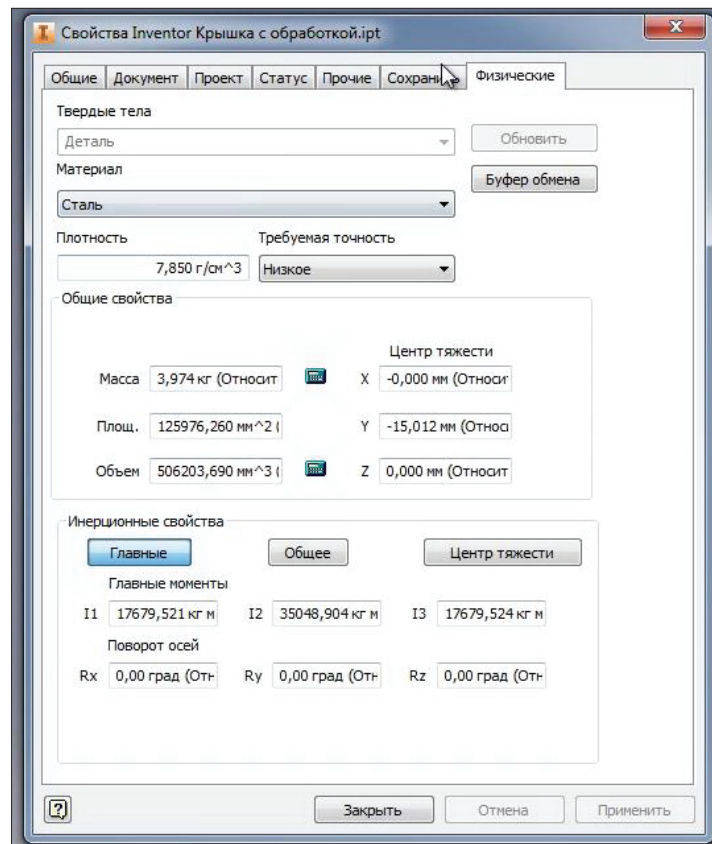 Свойства Inventor Крышка с обработкой.ipt
Общие Документ Проект Статус Прочие Сохрани Физические
Твердые тела
Деталь Обновить
Материал
Буфер обмена
Сталь
Плотность Требуемая точность
7,850 г/см^3 Низкое
Общие свойства
Центр тяжести
Масса 3,974 кг (Относит X -0,000 мм (Относит
Площ. 125976,260 мм^2 ( Y -15,012 мм (Относ
Объем 506203,690 мм^3 ( Z 0,000 мм (Относит
Инерционные свойства
Главные Общее Центр тяжести
Главные моменты
I1 17679,521 кг м I2 35048,904 кг м I3 17679,524 кг м
Поворот осей
Rx 0,00 град (Отн Ry 0,00 град (Отн Rz 0,00 град (Отн
Закрыть Отмена Применить